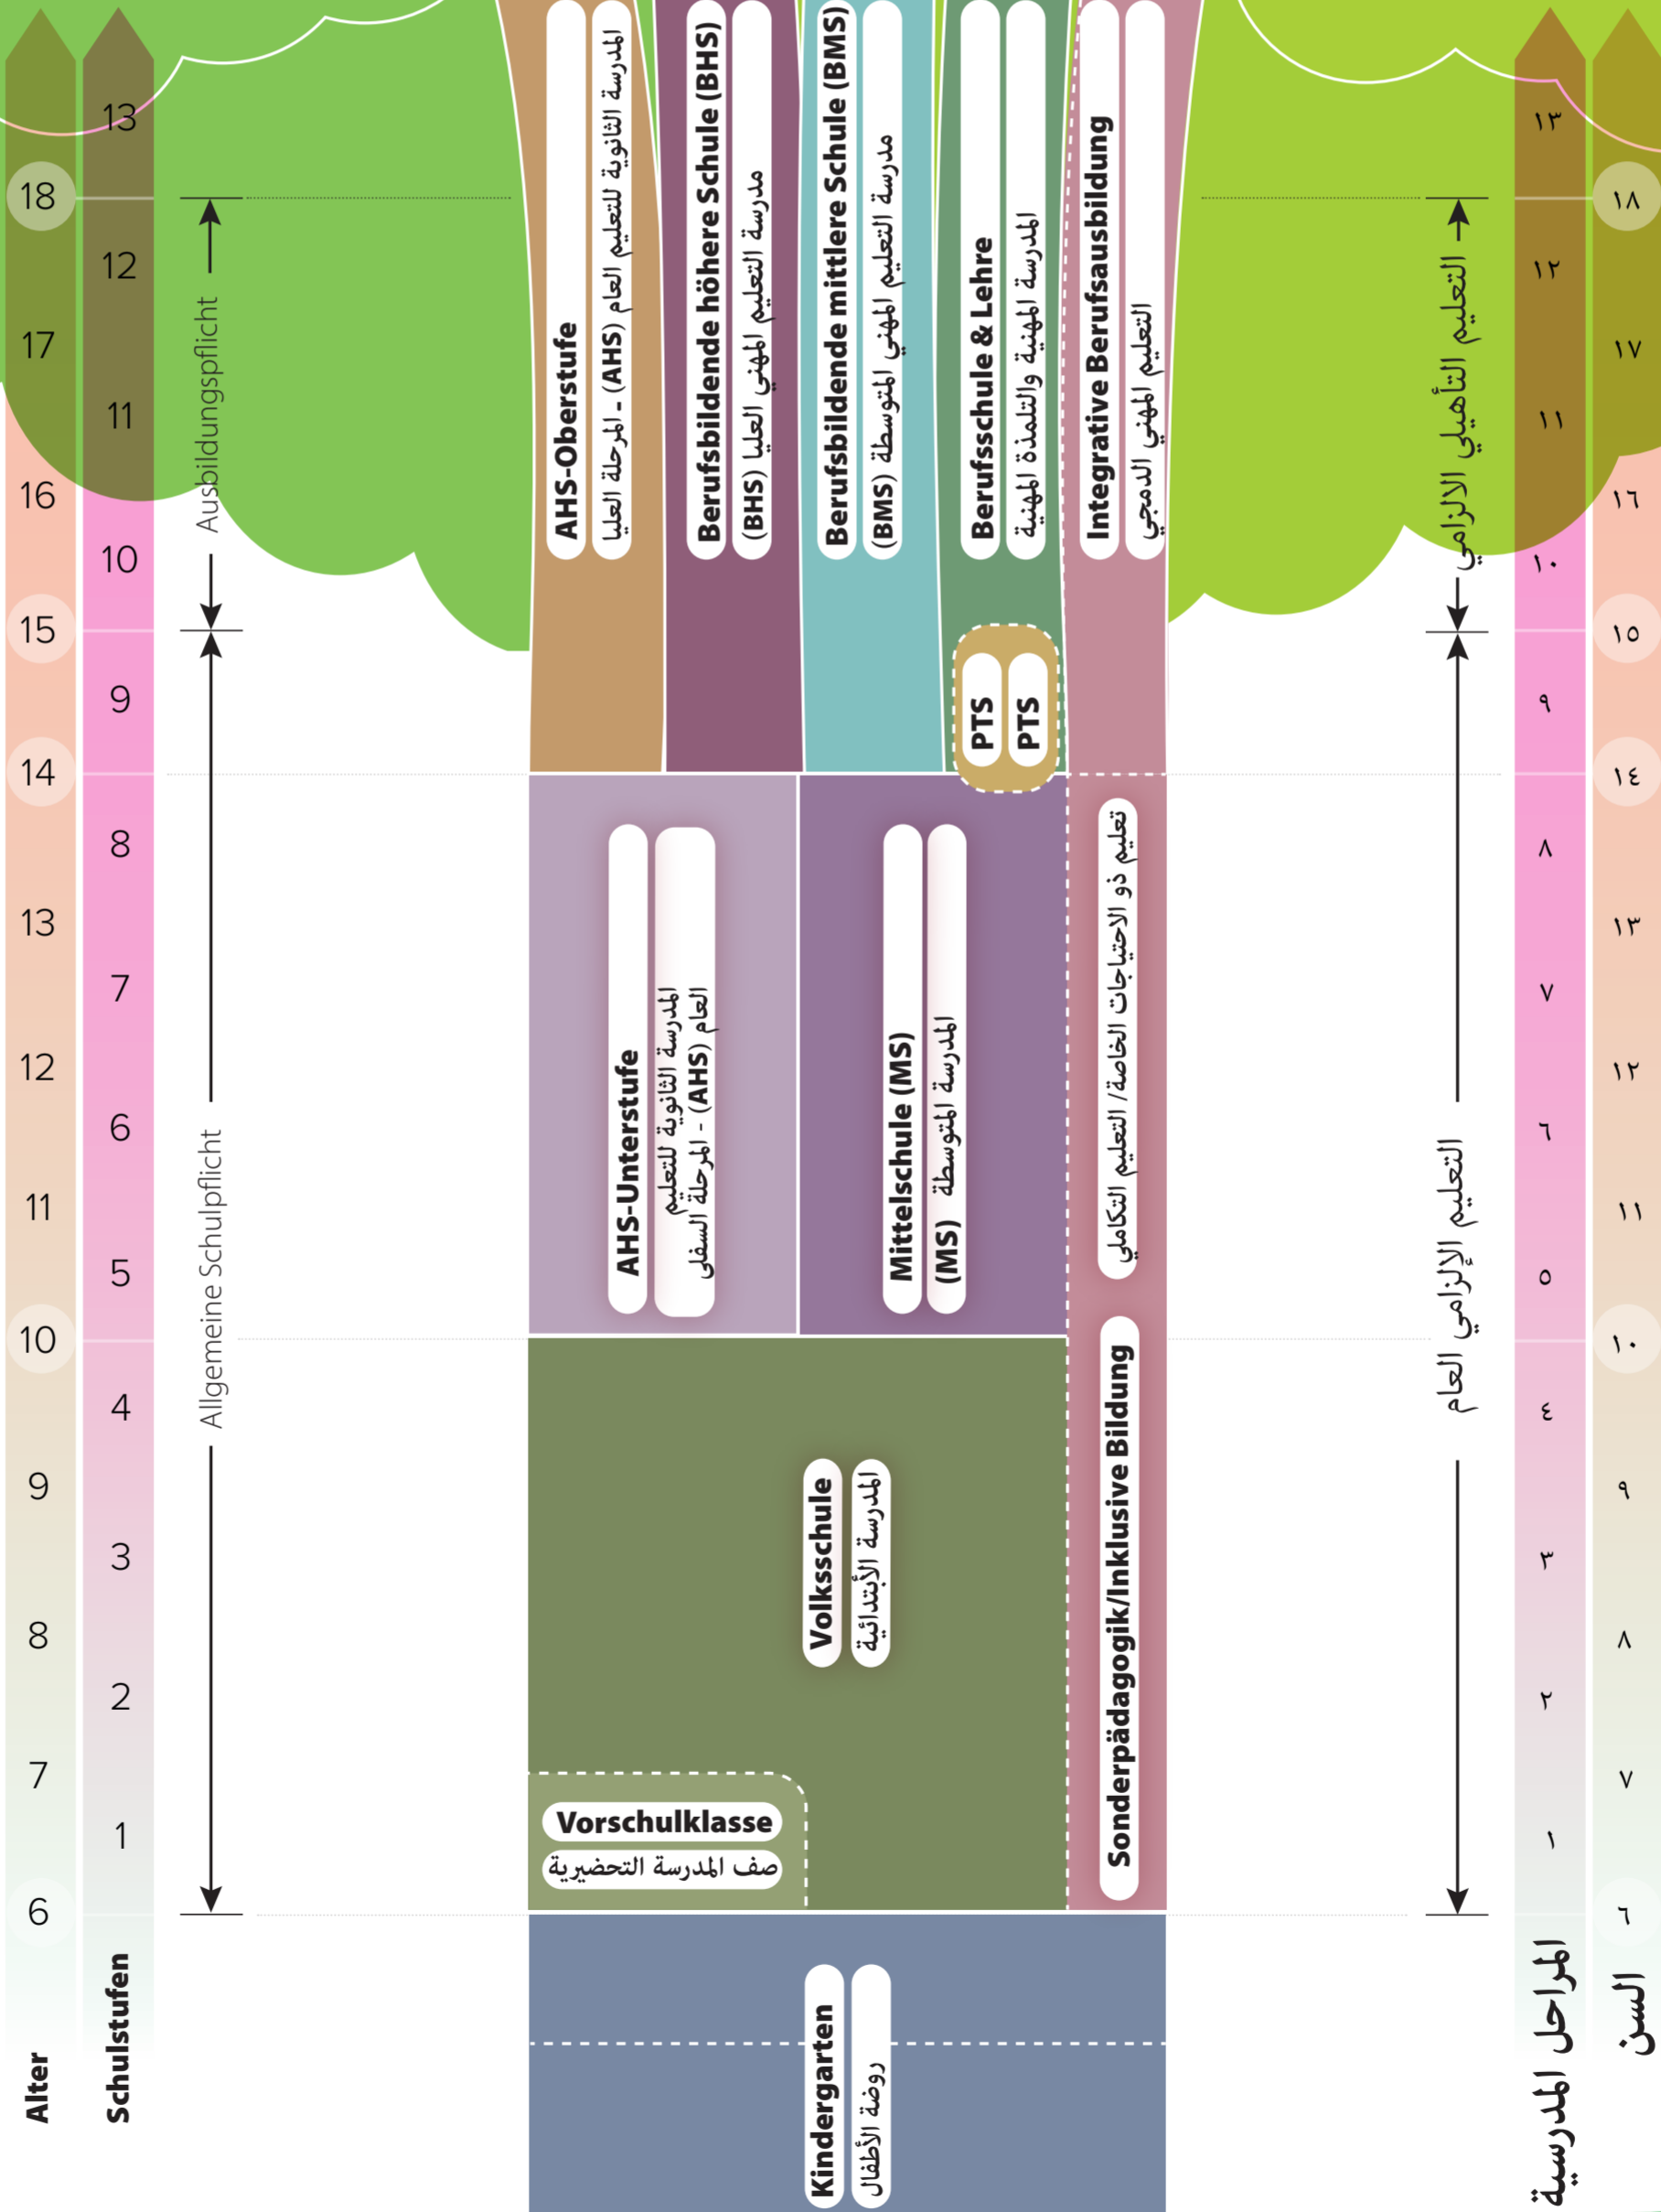 13
18
12
17
11
16
10
15
9
14
8
13
7
12
6
11
5
10
4
9
3
8
2
7
1
6
Alter
Schulstufen
Ausbildungspflicht
Allgemeine Schulpflicht
AHS-Oberstufe
المدرسة الثانوية للتعليم العام (AHS) - المرحلة العليا
Berufsbildende höhere Schule (BHS)
مدرسة التعليم المهني العليا (BHS)
Berufsbildende mittlere Schule (BMS)
مدرسة التعليم المهني المتوسطة (BMS)
Berufsschule & Lehre
المدرسة المهنية والتلمذة المهنية
Integrative Berufsausbildung
التعليم المهني الدمجي
PTS
PTS
AHS-Unterstufe
المدرسة الثانوية للتعليم
العام (AHS) - المرحلة السفلى
Mittelschule (MS)
المدرسة المتوسطة (MS)
تعليم ذو الاحتياجات الخاصة/ التعليم التكاملي
Sonderpädagogik/Inklusive Bildung
Volksschule
المدرسة الأبتدائية
Vorschulklasse
صف المدرسة التحضيرية
Kindergarten
روضة الأطفال
التعليم التأهيلي الالزامي
التعليم الإلزامي العام
١٣
١٨
١٢
١٧
١١
١٦
١٠
١٥
٩
١٤
٨
١٣
٧
١٢
٦
١١
٥
١٠
٤
٩
٣
٨
٢
٧
١
٦
المراحل المدرسية
السن